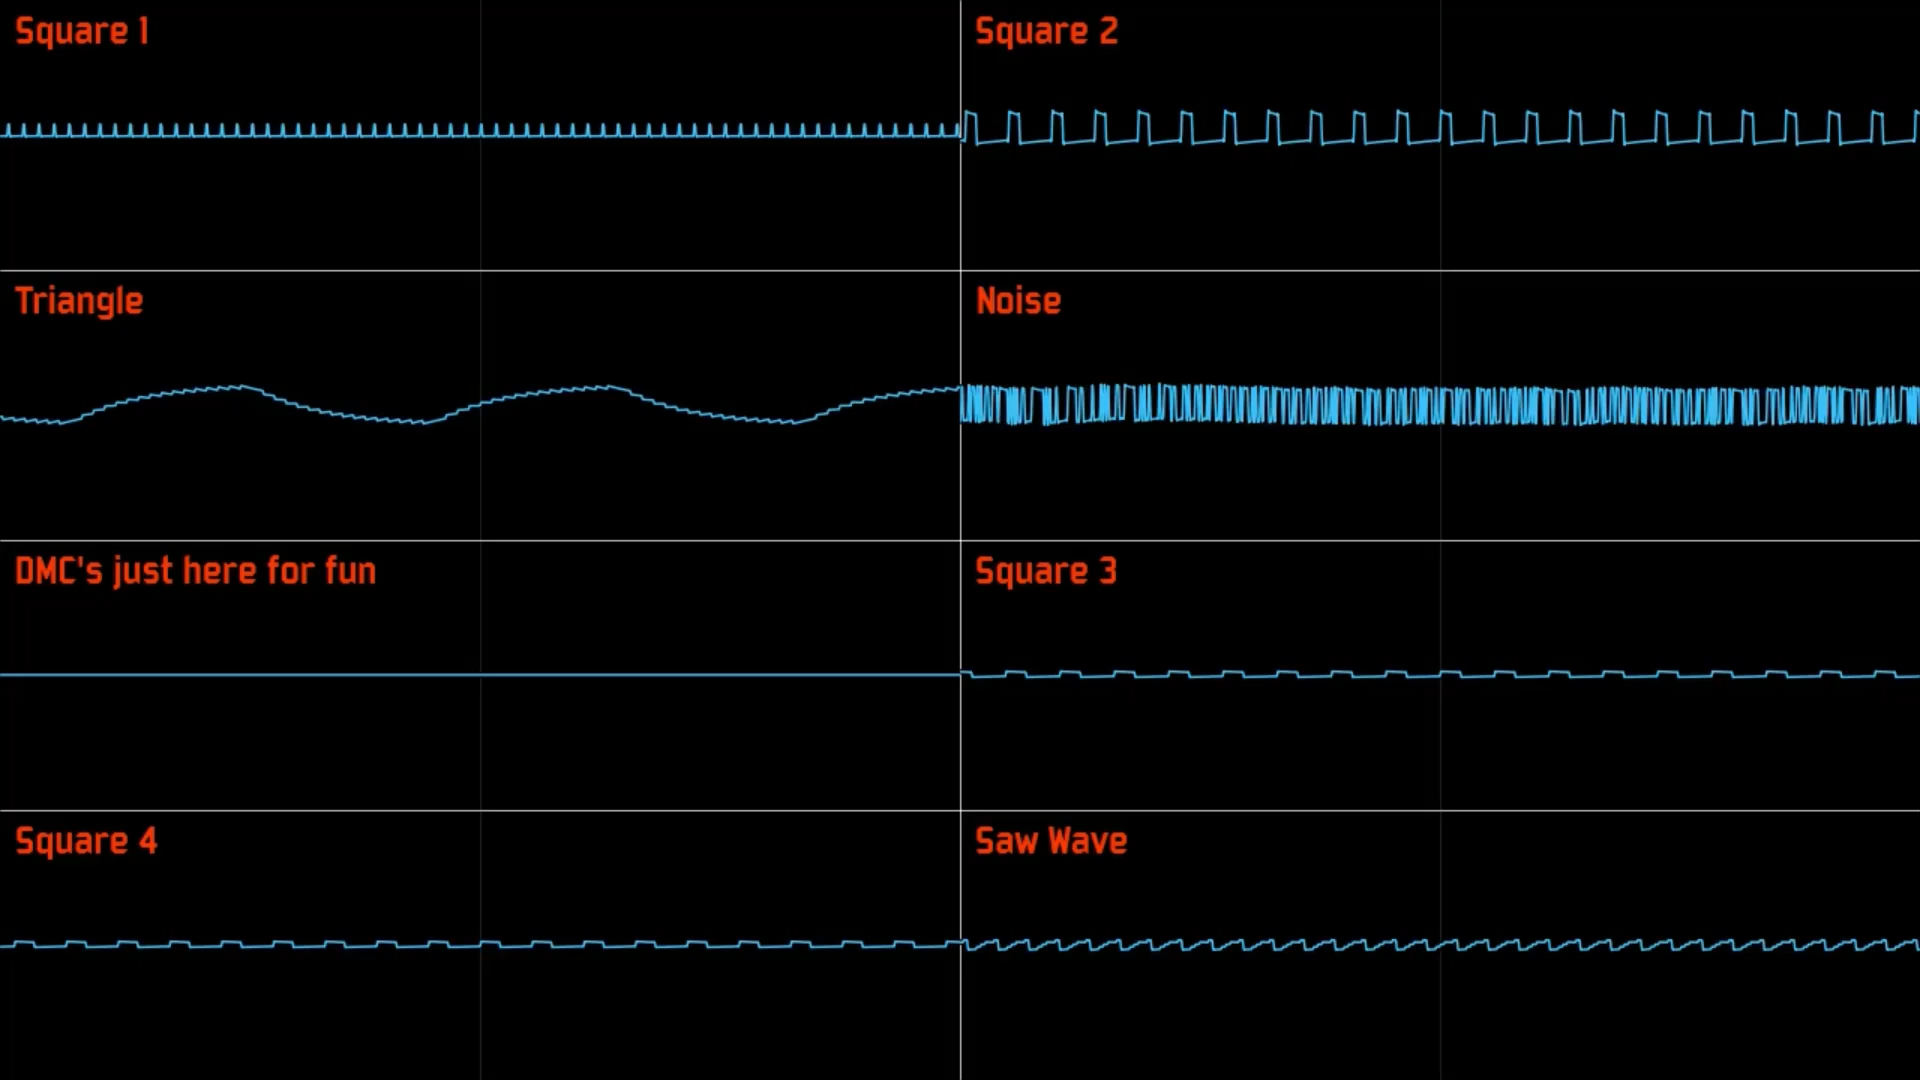 Square 1
Square 2
Triangle
Noise
DMC's just here for fun
Square 3
Square 4
Saw Wave